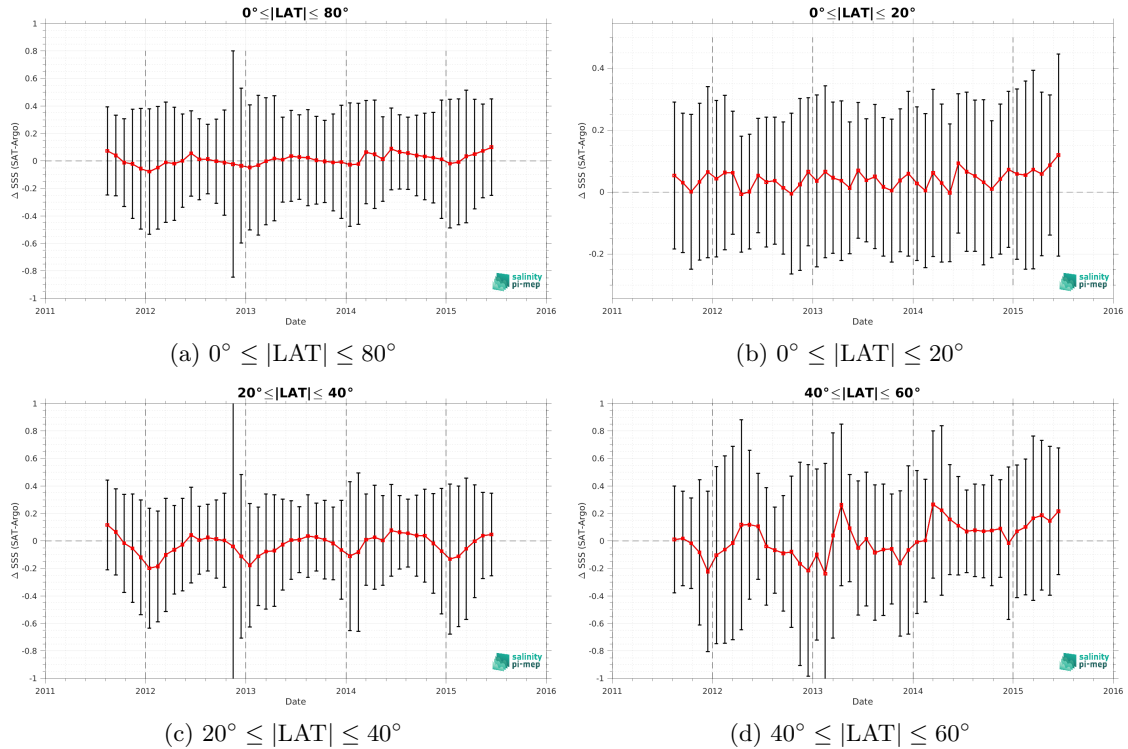 0°≤|LAT|≤ 80°
1
0.8
0.6
0.4
0.2
0
-0.2
-0.4
-0.6
-0.8
-1
Δ SSS (SAT-Argo)
2011 2012 2013 2014 2015 2016
Date
salinity
pi-mep
(a) 0° ≤ |LAT| ≤ 80°
0°≤|LAT|≤ 20°
0.4
0.2
0
-0.2
Δ SSS (SAT-Argo)
2011 2012 2013 2014 2015 2016
Date
salinity
pi-mep
(b) 0° ≤ |LAT| ≤ 20°
20°≤|LAT|≤ 40°
1
0.8
0.6
0.4
0.2
0
-0.2
-0.4
-0.6
-0.8
-1
Δ SSS (SAT-Argo)
2011 2012 2013 2014 2015 2016
Date
salinity
pi-mep
(c) 20° ≤ |LAT| ≤ 40°
40°≤|LAT|≤ 60°
1
0.8
0.6
0.4
0.2
0
-0.2
-0.4
-0.6
-0.8
-1
Δ SSS (SAT-Argo)
2011 2012 2013 2014 2015 2016
Date
salinity
pi-mep
(d) 40° ≤ |LAT| ≤ 60°